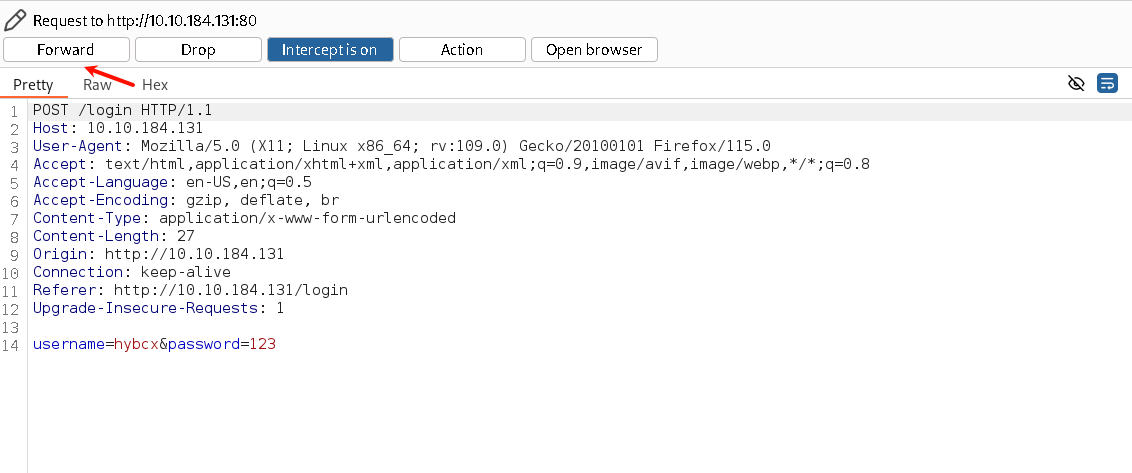 Request to http://10.10.184.131:80
Forward Drop Intercept is on Action Open browser
Pretty Raw Hex
1 POST /login HTTP/1.1
2 Host: 10.10.184.131
3 User-Agent: Mozilla/5.0 (X11; Linux x86_64; rv:109.0) Gecko/20100101 Firefox/115.0
4 Accept: text/html,application/xhtml+xml,application/xml;q=0.9,image/avif,image/webp,*/*;q=0.8
5 Accept-Language: en-US,en;q=0.5
6 Accept-Encoding: gzip, deflate, br
7 Content-Type: application/x-www-form-urlencoded
8 Content-Length: 27
9 Origin: http://10.10.184.131
10 Connection: keep-alive
11 Referer: http://10.10.184.131/login
12 Upgrade-Insecure-Requests: 1
13
14 username=hybcx&password=123